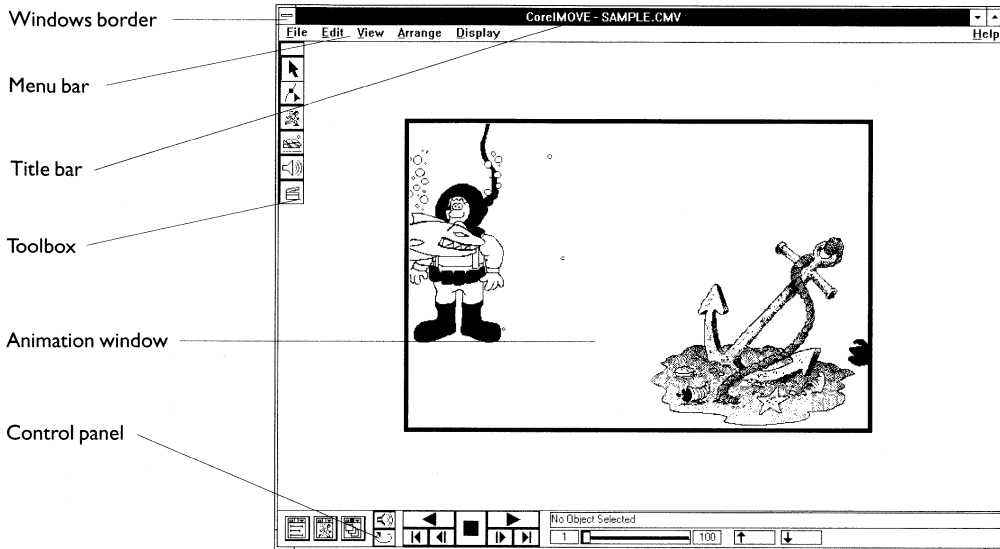 Windows border
CorelMOVE - SAMPLE.CMV
File Edit View Arrange Display Help
Menu bar
Title bar
Toolbox
Animation window
Control panel
No Object Selected
1 100